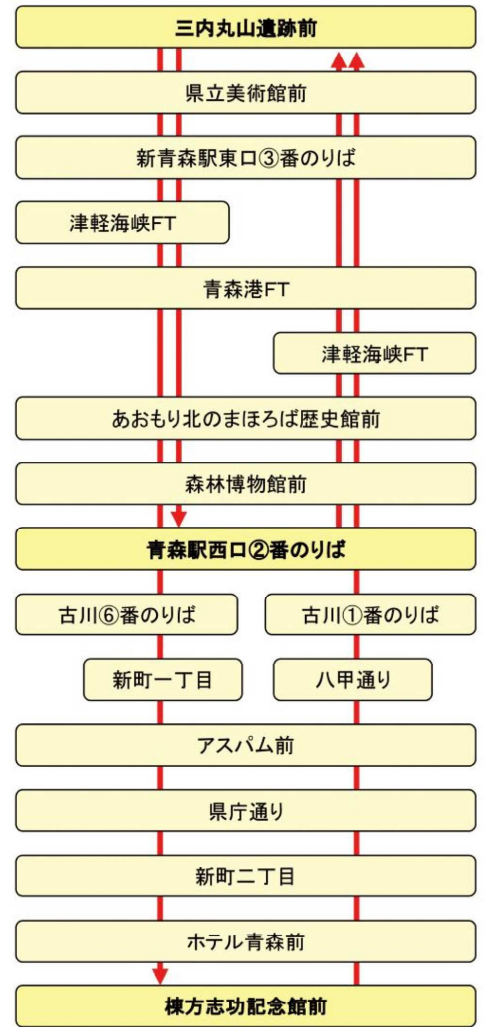 三内丸山遺跡前
県立美術館前
新青森駅東口③番のりば
津軽海峡FT
青森港FT
津軽海峡FT
あおもり北のまほろば歴史館前
森林博物館前
青森駅西口②番のりば
古川⑥番のりば
古川①番のりば
新町一丁目
八甲通り
アスパム前
県庁通り
新町二丁目
ホテル青森前
棟方志功記念館前